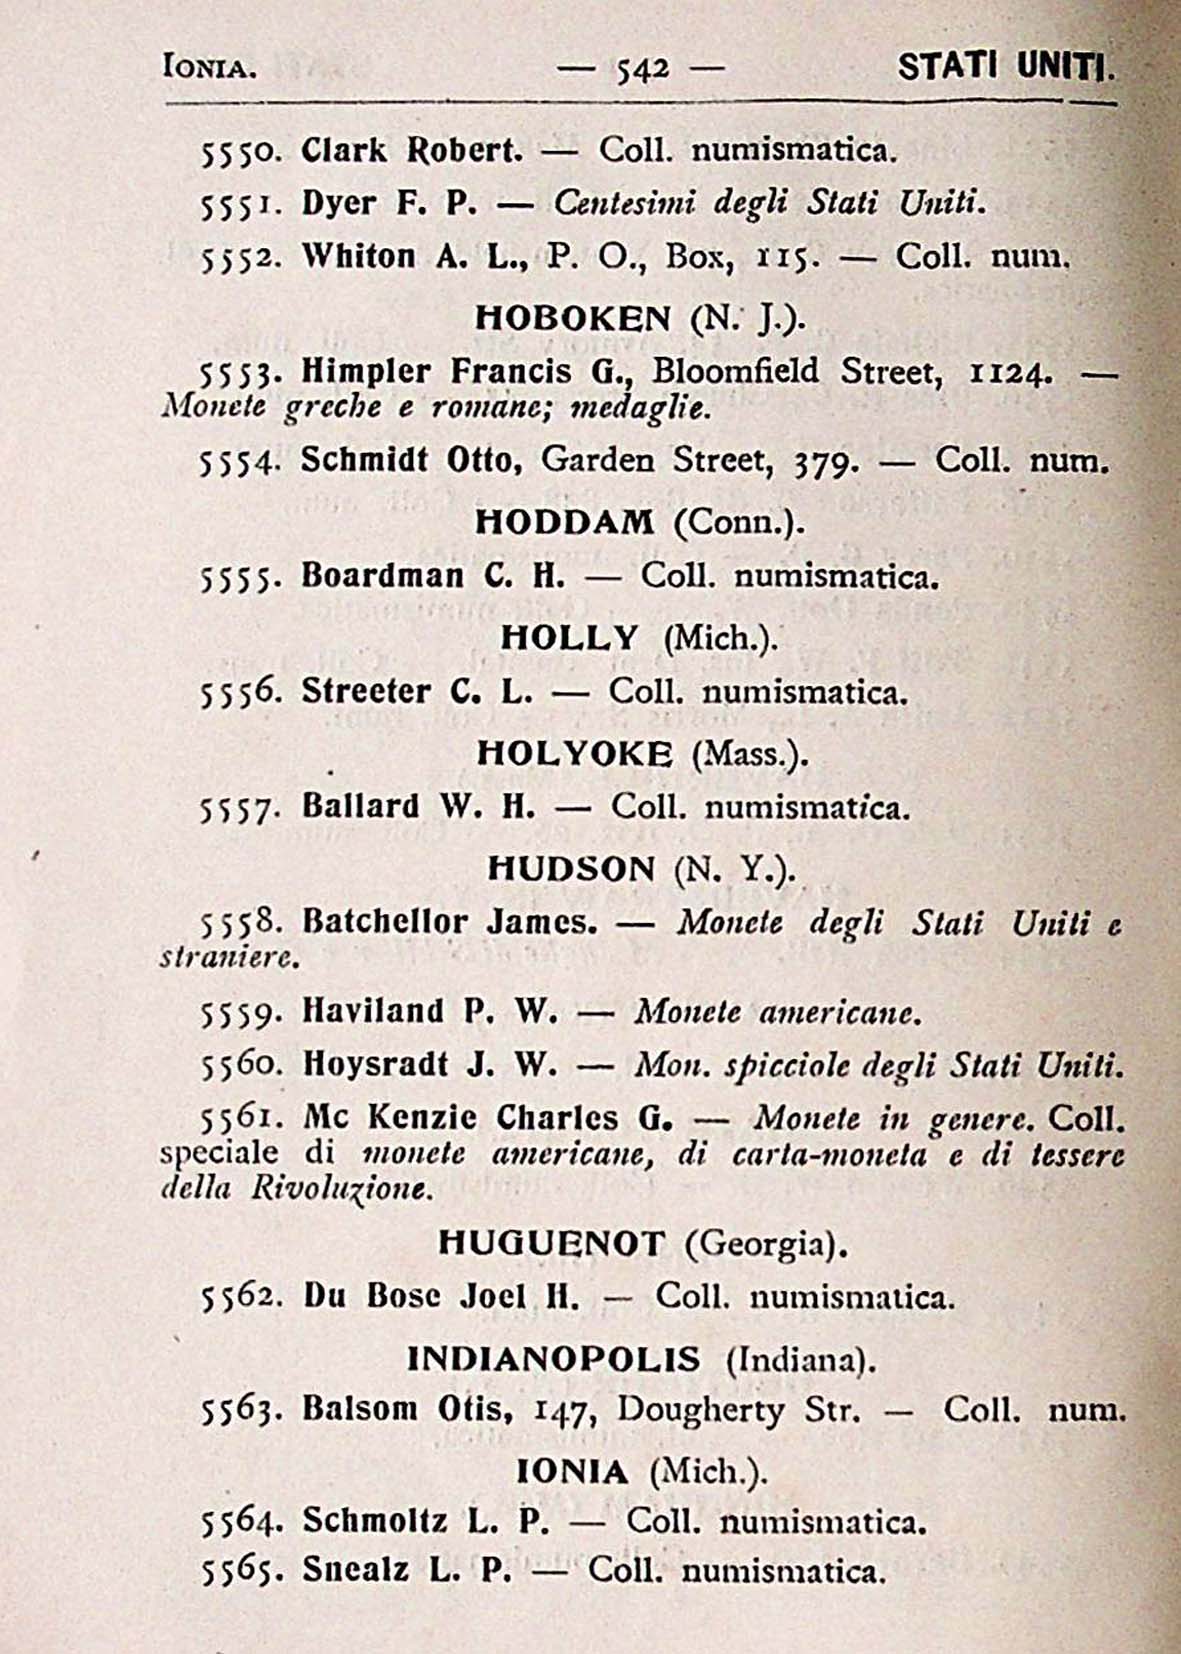 IONIA. — 542 — STATI UNITI.
5550. Clark Robert. — Coll. numismatica.
5551. Dyer F. P. — Centesimi degli Stati Uniti.
5552. Whiton A. L., P. O., Box, 115. — Coll. num.
HOBOKEN (N. J.).
5553. Himpler Francis G., Bloomfield Street, 1124. —
Monete greche e romane; medaglie.
5554. Schmidt Otto, Garden Street, 379. — Coll. num.
HODDAM (Conn.).
5555. Boardman C. H. — Coll. numismatica.
HOLLY (Mich.).
5556. Streeter C. L. — Coll. numismatica.
HOLYOKE (Mass.).
5557. Ballard W. H. — Coll. numismatica.
HUDSON (N. Y.).
5558. Batchellor James. — Monete degli Stati Uniti e
straniere.
5559. Haviland P. W. — Monete americane.
5560. Hoysradt J. W. — Mon. spicciole degli Stati Uniti.
5561. Mc Kenzie Charles G. — Monete in genere. Coll.
speciale di monete americane, di carta-moneta e di tessere
della Rivoluzione.
HUGUENOT (Georgia).
5562. Du Bose Joel H. — Coll. numismatica.
INDIANOPOLIS (Indiana).
5563. Balsom Otis, 147, Dougherty Str. — Coll. num.
IONIA (Mich.).
5564. Schmoltz L. P. — Coll. numismatica.
5565. Snealz L. P. — Coll. numismatica.